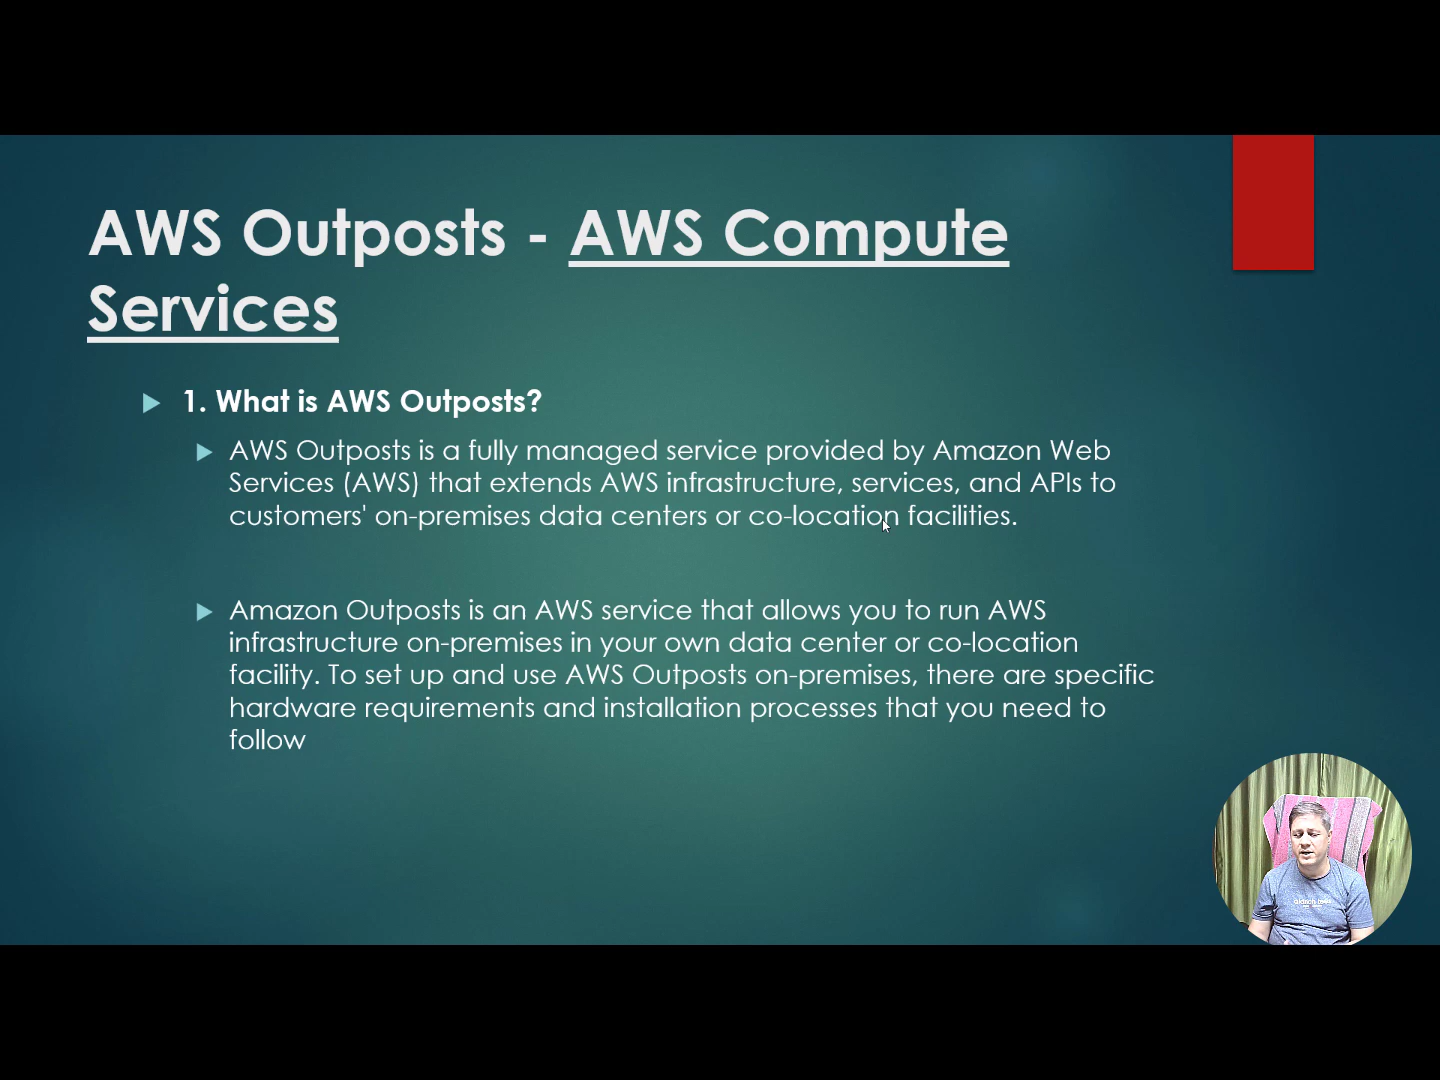 AWS Outposts - AWS Compute
Services
1. What is AWS Outposts?
AWS Outposts is a fully managed service provided by Amazon Web
Services (AWS) that extends AWS infrastructure, services, and APIs to
customers' on-premises data centers or co-location facilities.
Amazon Outposts is an AWS service that allows you to run AWS
infrastructure on-premises in your own data center or co-location
facility. To set up and use AWS Outposts on-premises, there are specific
hardware requirements and installation processes that you need to
follow